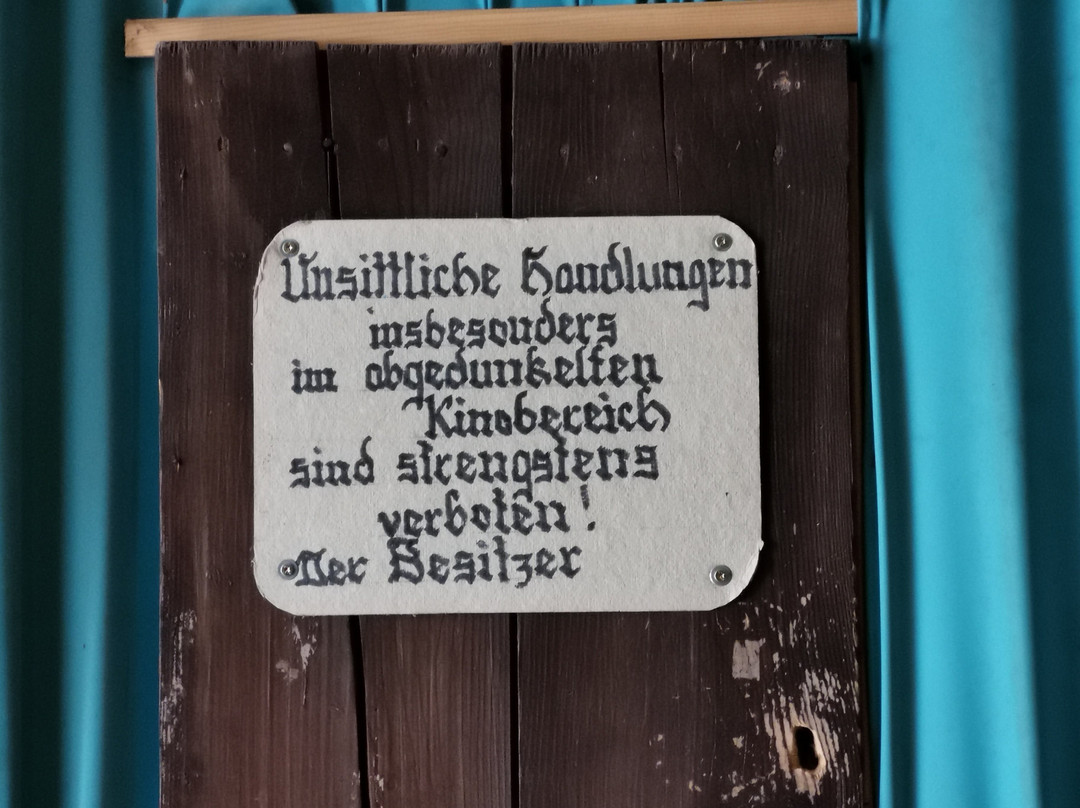 Unsittliche Handlungen
insbesonders
im abgedunkelten
Kinobereich
sind strengstens
verboten!
Der Besitzer